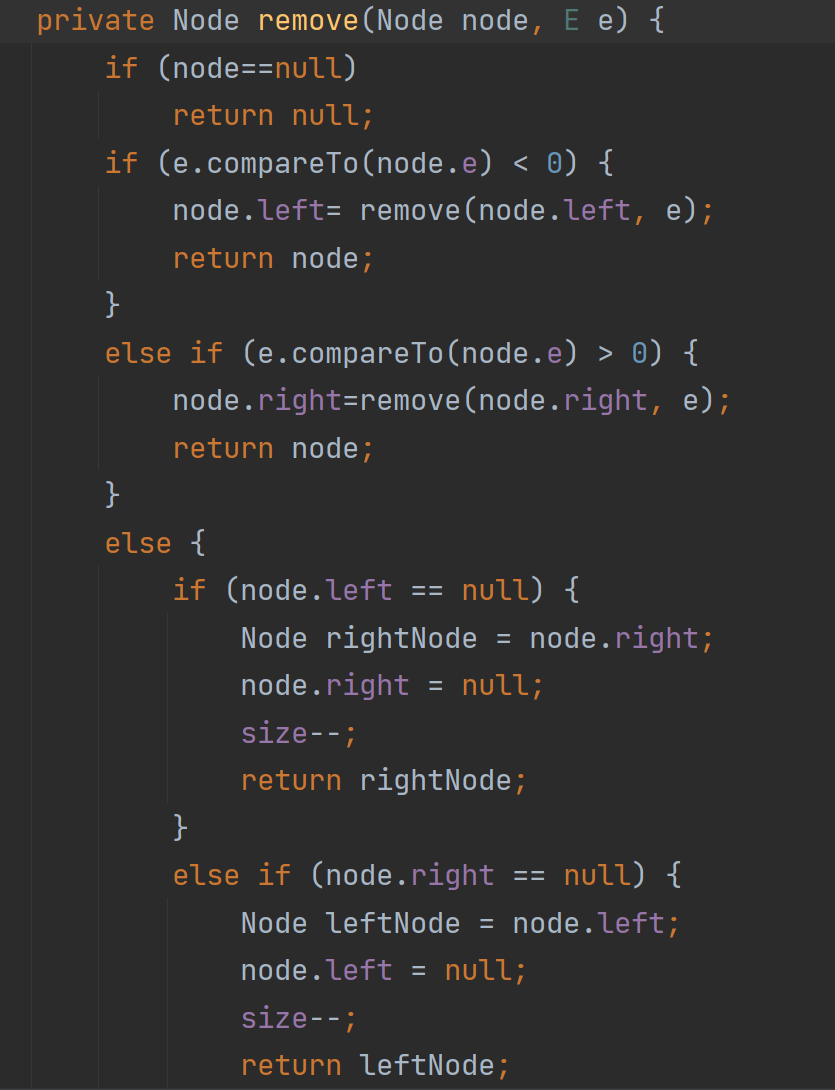 private Node remove(Node node, E e) {
    if (node==null)
        return null;
    if (e.compareTo(node.e) < 0) {
        node.left= remove(node.left, e);
        return node;
    }
    else if (e.compareTo(node.e) > 0) {
        node.right=remove(node.right, e);
        return node;
    }
    else {
        if (node.left == null) {
            Node rightNode = node.right;
            node.right = null;
            size--;
            return rightNode;
        }
        else if (node.right == null) {
            Node leftNode = node.left;
            node.left = null;
            size--;
            return leftNode;